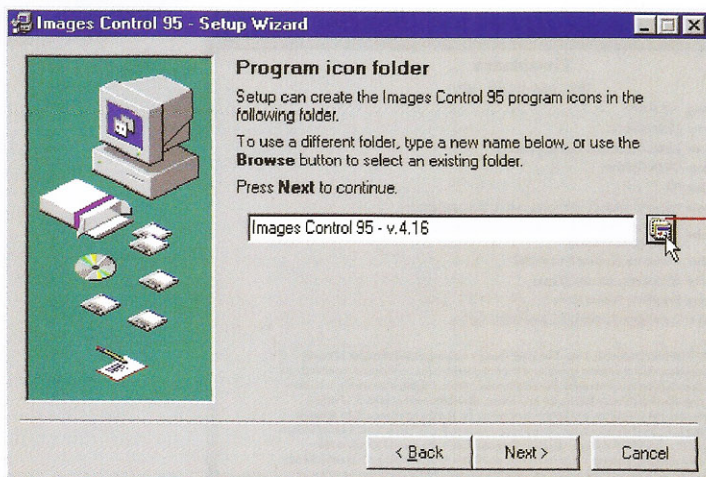 Images Control 95 - Setup Wizard
Program icon folder
Setup can create the Images Control 95 program icons in the
following folder.
To use a different folder, type a new name below, or use the
Browse button to select an existing folder.
Press Next to continue.
Images Control 95 - v.4.16
< Back
Next >
Cancel